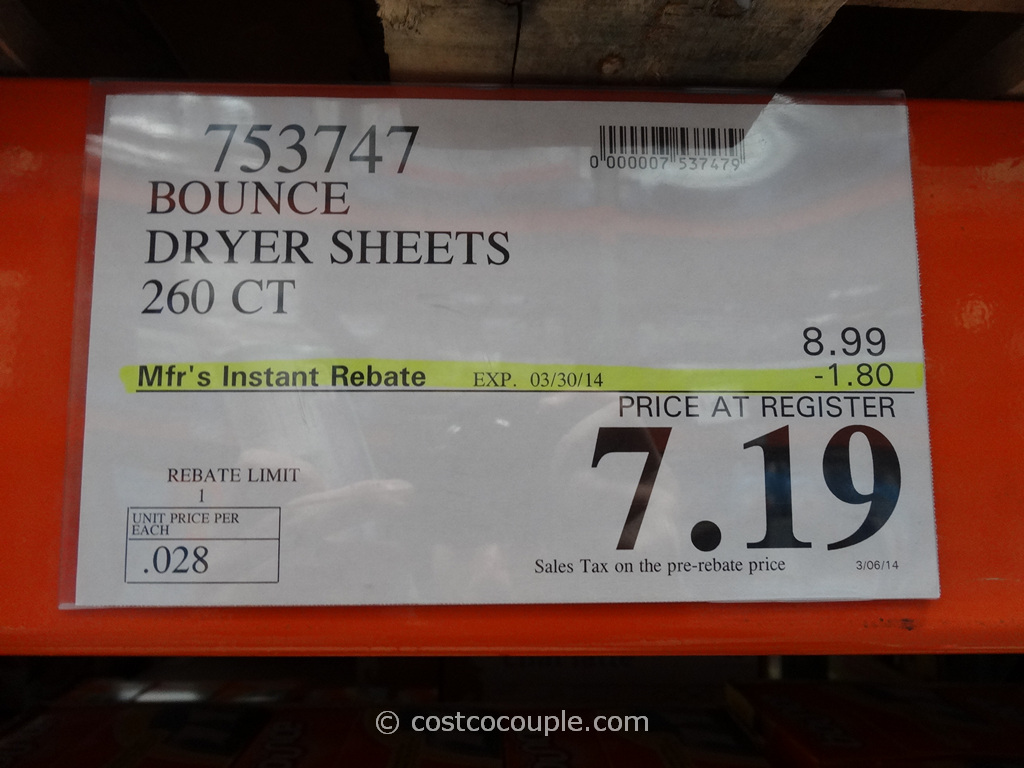 753747
BOUNCE
DRYER SHEETS
260 CT
0 000007 537479
8.99
Mfr's Instant Rebate EXP. 03/30/14 -1.80
PRICE AT REGISTER
7.19
REBATE LIMIT
1
UNIT PRICE PER
EACH
.028
Sales Tax on the pre-rebate price 3/06/14
© costcocouple.com